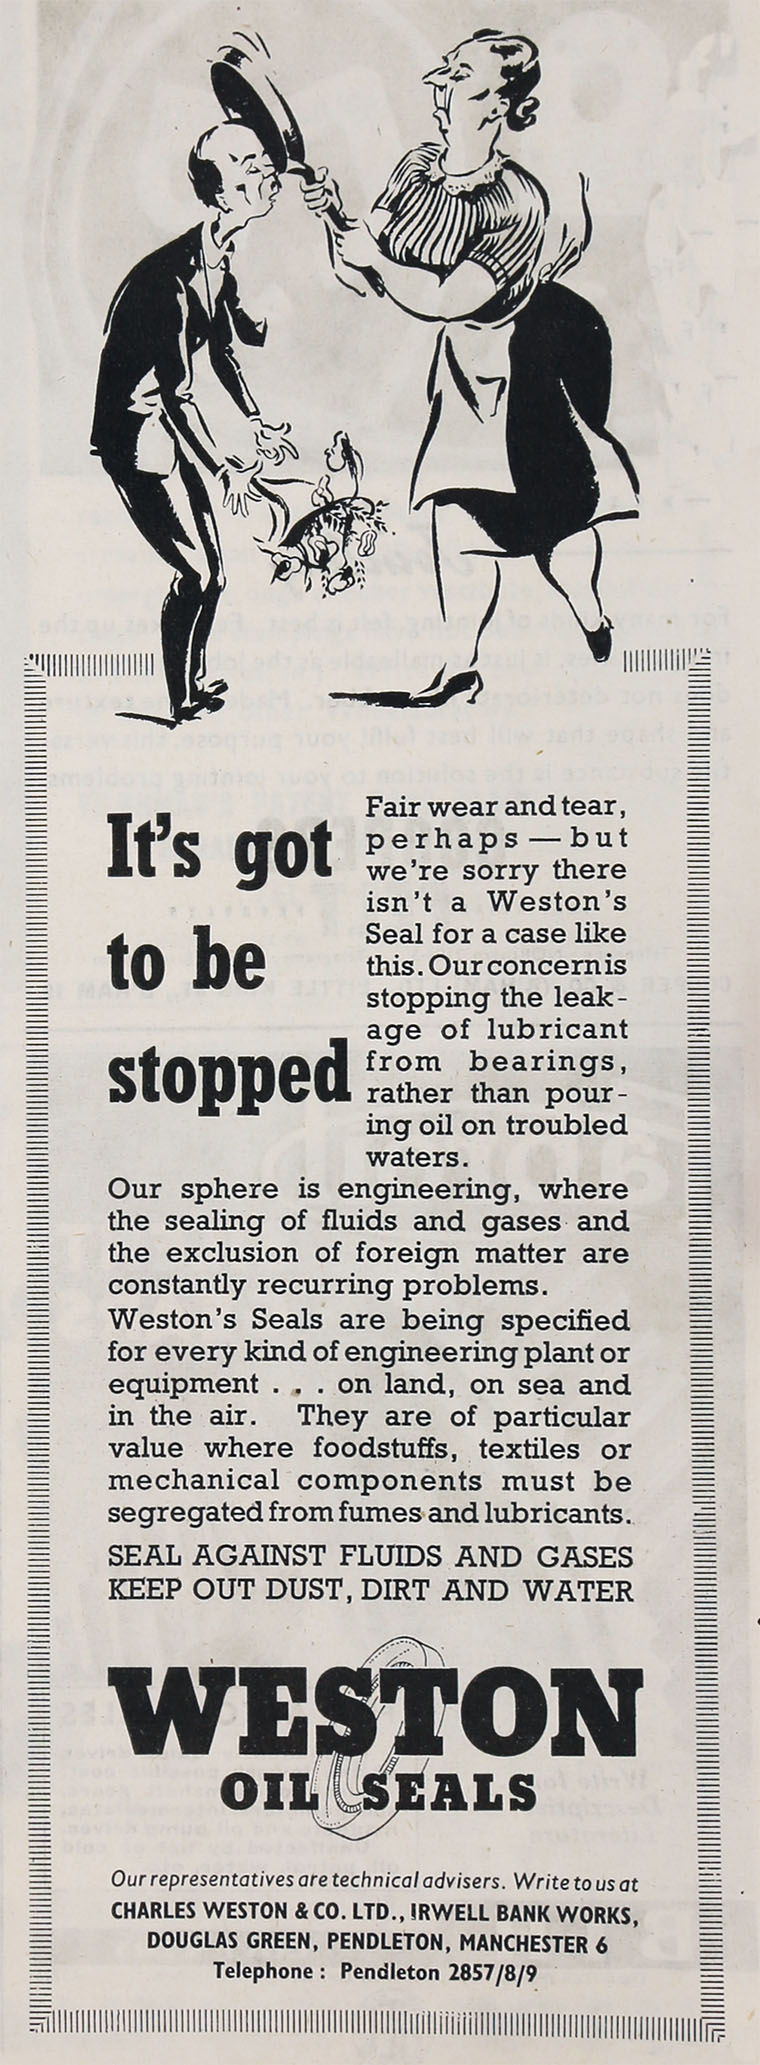 It's got
to be
stopped
Fair wear and tear,
perhaps — but
we're sorry there
isn't a Weston's
Seal for a case like
this. Our concern is
stopping the leak-
age of lubricant
from bearings,
rather than pour-
ing oil on troubled
waters.
Our sphere is engineering, where
the sealing of fluids and gases and
the exclusion of foreign matter are
constantly recurring problems.
Weston's Seals are being specified
for every kind of engineering plant or
equipment . . . on land, on sea and
in the air. They are of particular
value where foodstuffs, textiles or
mechanical components must be
segregated from fumes and lubricants.
SEAL AGAINST FLUIDS AND GASES
KEEP OUT DUST, DIRT AND WATER
WESTON
OIL SEALS
Our representatives are technical advisers. Write to us at
CHARLES WESTON & CO. LTD., IRWELL BANK WORKS,
DOUGLAS GREEN, PENDLETON, MANCHESTER 6
Telephone : Pendleton 2857/8/9